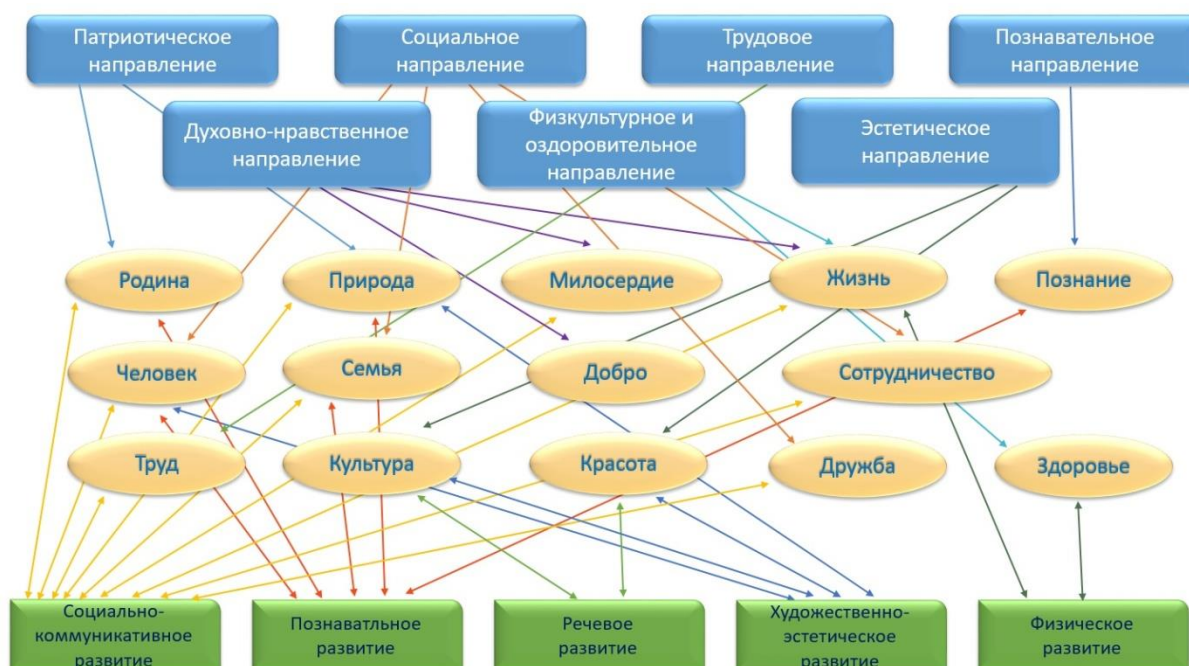 Патриотическое
направление
Социальное
направление
Трудовое
направление
Познавательное
направление
Духовно-нравственное
направление
Физкультурное и
оздоровительное
направление
Эстетическое
направление
Родина
Природа
Милосердие
Жизнь
Познание
Человек
Семья
Добро
Сотрудничество
Труд
Культура
Красота
Дружба
Здоровье
Социально-
коммуникативное
развитие
Познаватльное
развитие
Речевое
развитие
Художественно-
эстетическое
развитие
Физическое
развитие